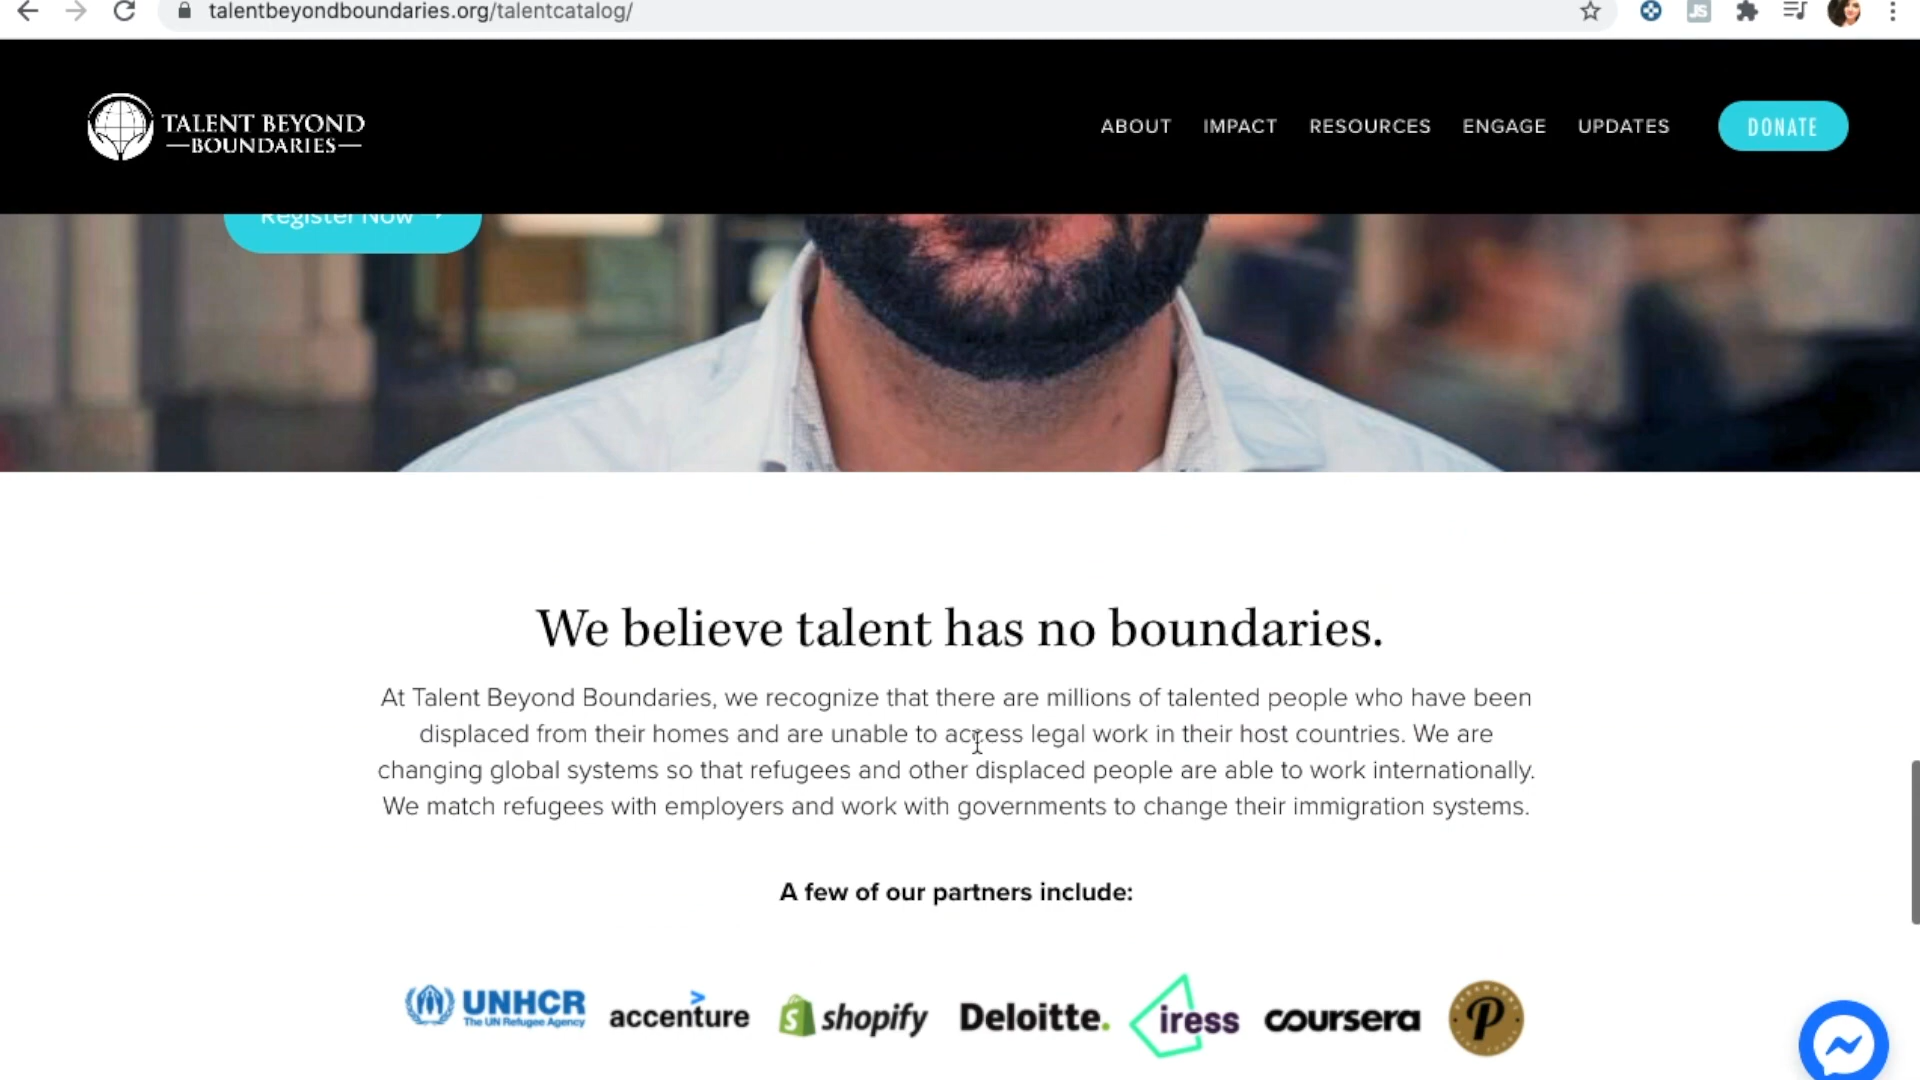 talentbeyondboundaries.org/talentcatalog/
JS
TALENT BEYOND
BOUNDARIES
ABOUT IMPACT RESOURCES ENGAGE UPDATES DONATE
Register Now →
We believe talent has no boundaries.
At Talent Beyond Boundaries, we recognize that there are millions of talented people who have been
displaced from their homes and are unable to access legal work in their host countries. We are
changing global systems so that refugees and other displaced people are able to work internationally.
We match refugees with employers and work with governments to change their immigration systems.
A few of our partners include:
UNHCR
The UN Refugee Agency
accenture
shopify
Deloitte.
iress
coursera
P